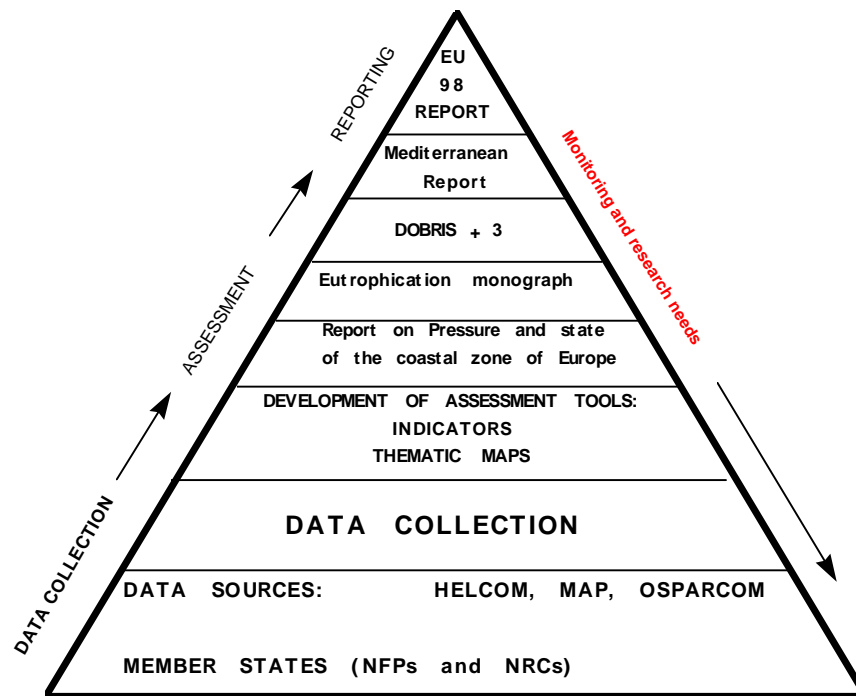 EU
98
REPORT
Mediterranean
Report
DOBRIS + 3
Eutrophication monograph
Report on Pressure and state
of the coastal zone of Europe
DEVELOPMENT OF ASSESSMENT TOOLS:
INDICATORS
THEMATIC MAPS
DATA COLLECTION
DATA SOURCES: HELCOM, MAP, OSPARCOM
MEMBER STATES (NFPs and NRCs)
REPORTING
ASSESSMENT
DATA COLLECTION
Monitoring and research needs